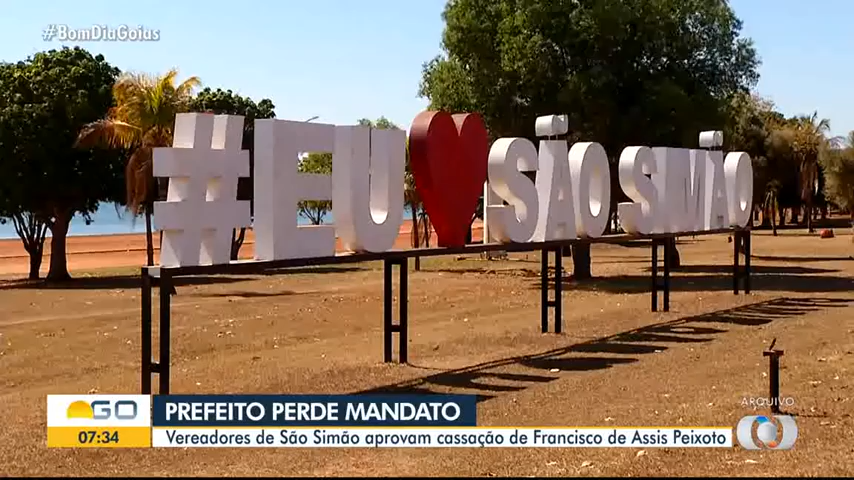 #BomDiaGoiás
#EU ♥ SÃO SIMÃO
GO
07:34
PREFEITO PERDE MANDATO
Vereadores de São Simão aprovam cassação de Francisco de Assis Peixoto
ARQUIVO